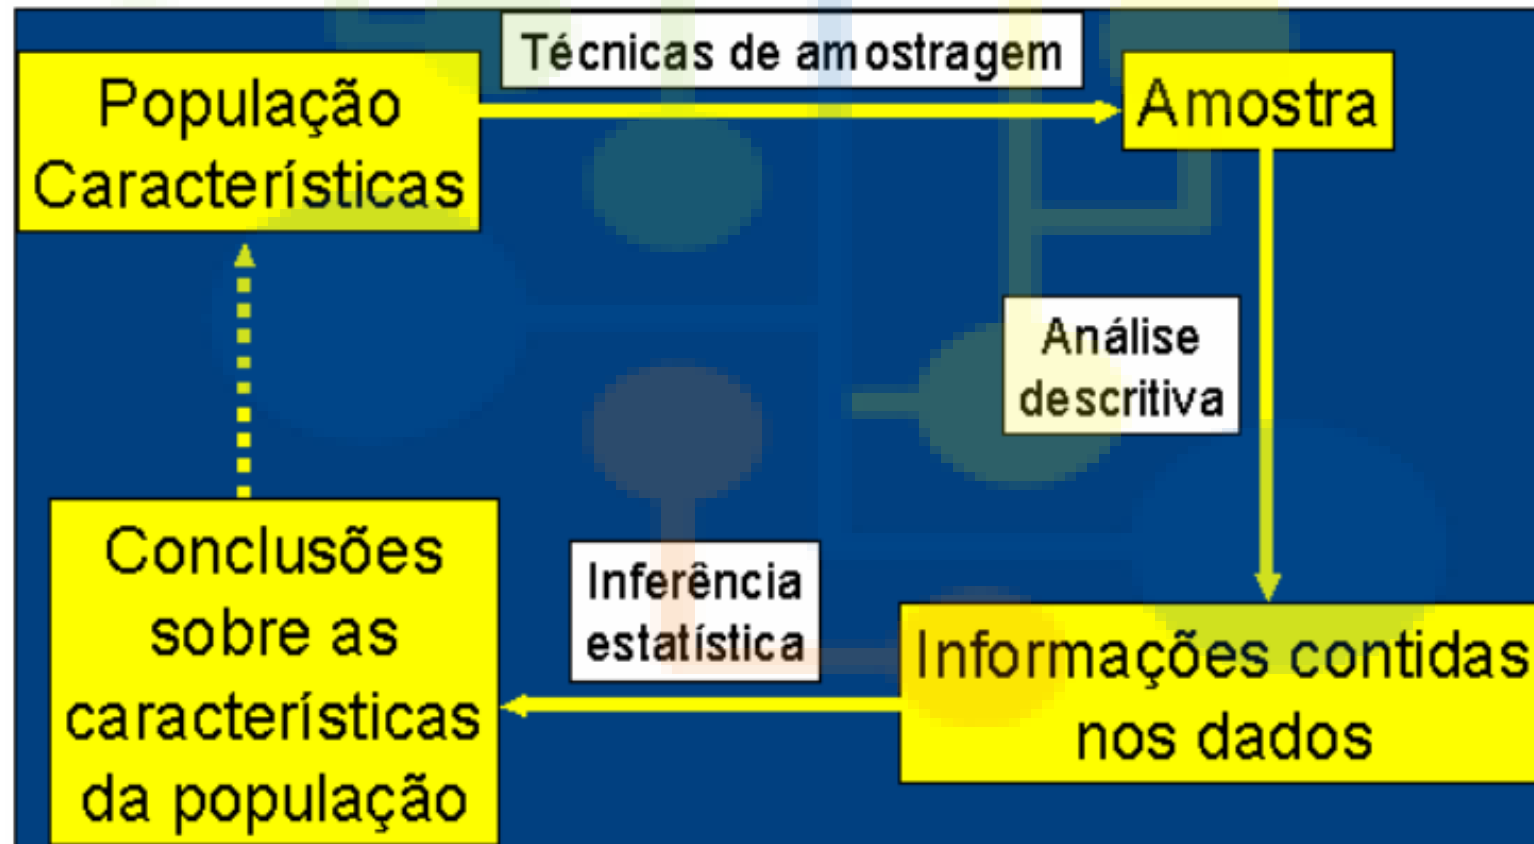 População
Características
Técnicas de amostragem
Amostra
Análise
descritiva
Informações contidas
nos dados
Inferência
estatística
Conclusões
sobre as
características
da população